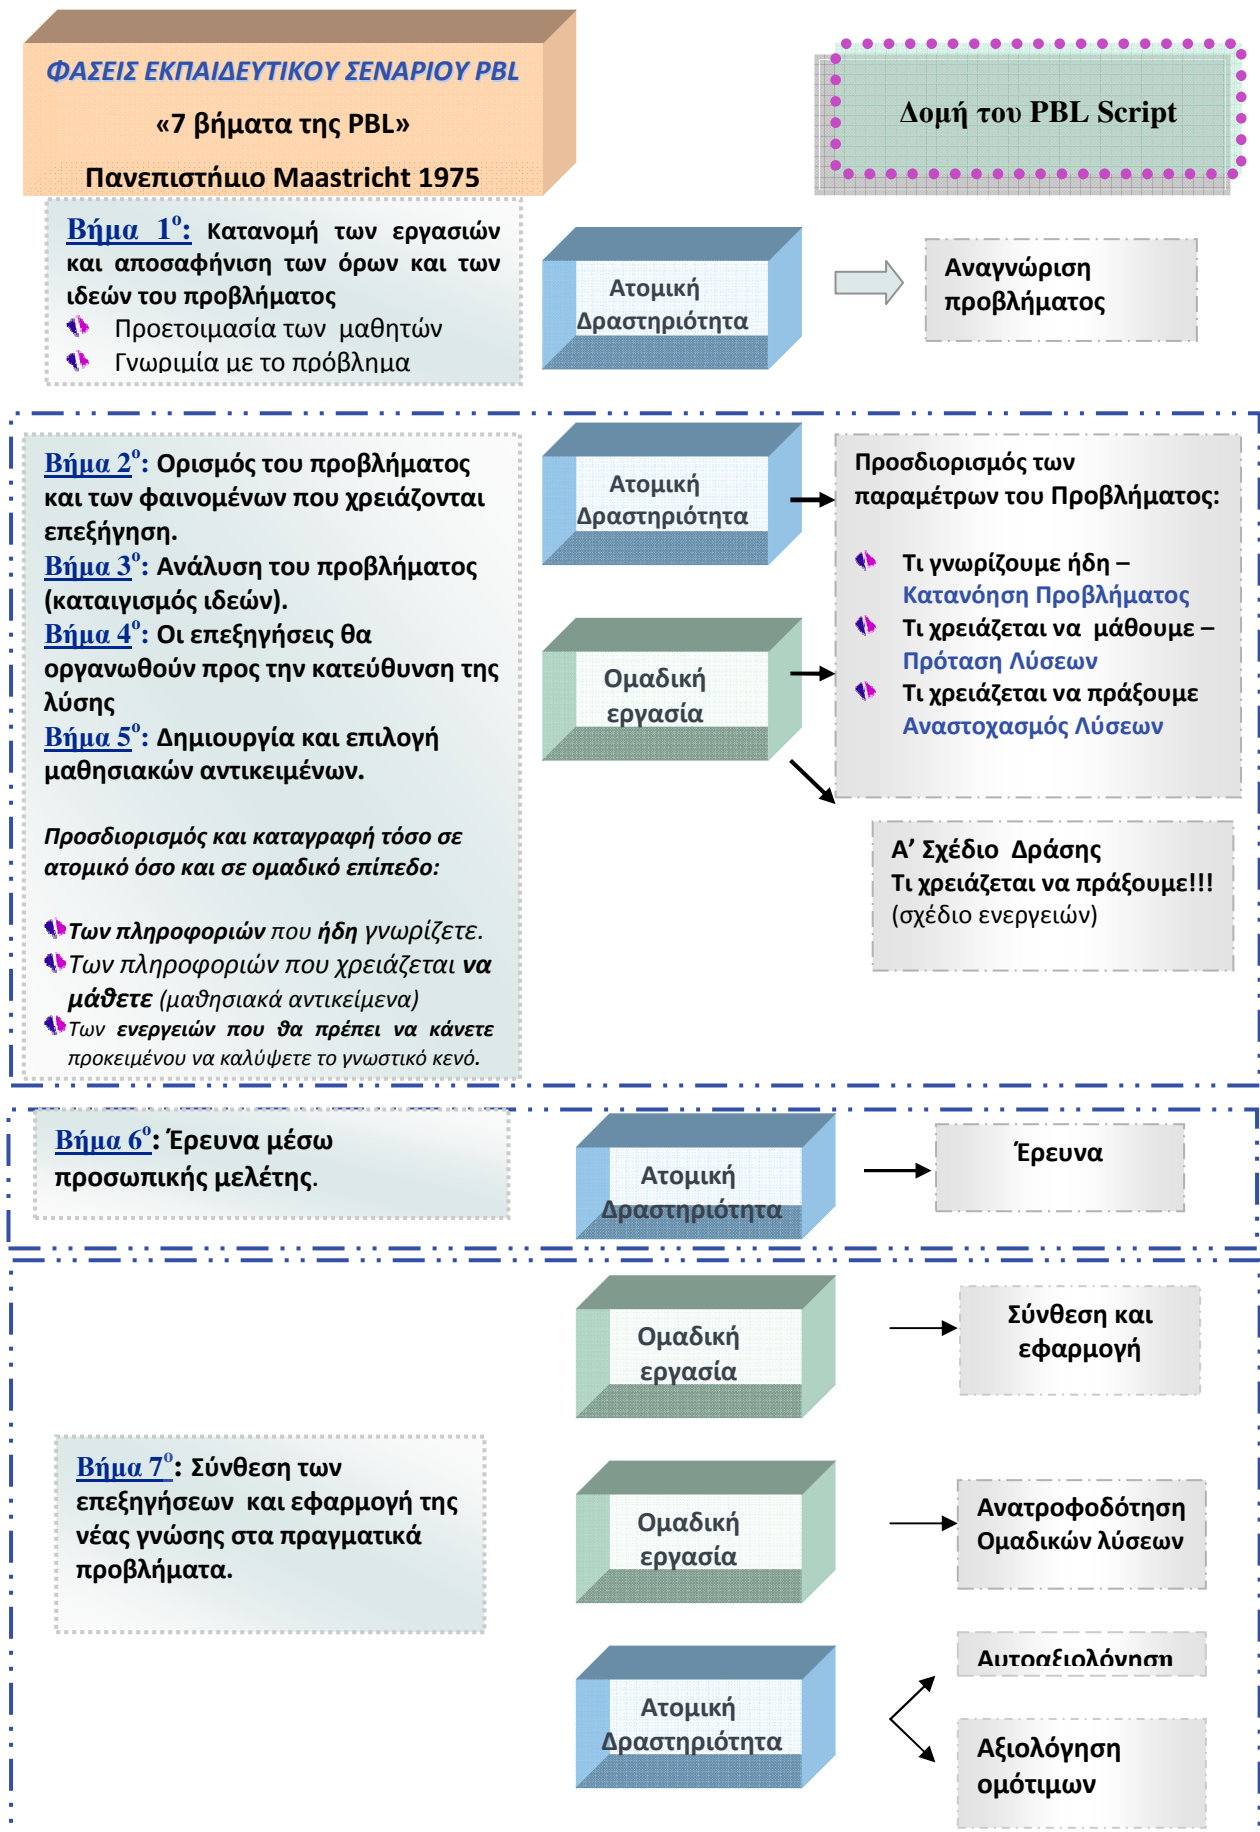 ΦΑΣΕΙΣ ΕΚΠΑΙΔΕΥΤΙΚΟΥ ΣΕΝΑΡΙΟΥ PBL
«7 βήματα της PBL»
Πανεπιστήμιο Maastricht 1975
Δομή του PBL Script
Βήμα 1ο: Κατανομή των εργασιών
και αποσαφήνιση των όρων και των
ιδεών του προβλήματος
Προετοιμασία των μαθητών
Γνωριμία με το πρόβλημα
Ατομική
Δραστηριότητα
Αναγνώριση
προβλήματος
Βήμα 2ο: Ορισμός του προβλήματος
και των φαινομένων που χρειάζονται
επεξήγηση.
Βήμα 3ο: Ανάλυση του προβλήματος
(καταιγισμός ιδεών).
Βήμα 4ο: Οι επεξηγήσεις θα
οργανωθούν προς την κατεύθυνση της
λύσης
Βήμα 5ο: Δημιουργία και επιλογή
μαθησιακών αντικειμένων.
Προσδιορισμός και καταγραφή τόσο σε
ατομικό όσο και σε ομαδικό επίπεδο:
Των πληροφοριών που ήδη γνωρίζετε.
Των πληροφοριών που χρειάζεται να
μάθετε (μαθησιακά αντικείμενα)
Των ενεργειών που θα πρέπει να κάνετε
προκειμένου να καλύψετε το γνωστικό κενό.
Ατομική
Δραστηριότητα
Ομαδική
εργασία
Προσδιορισμός των
παραμέτρων του Προβλήματος:
Τι γνωρίζουμε ήδη –
Κατανόηση Προβλήματος
Τι χρειάζεται να μάθουμε –
Πρόταση Λύσεων
Τι χρειάζεται να πράξουμε
Αναστοχασμός Λύσεων
Α’ Σχέδιο Δράσης
Τι χρειάζεται να πράξουμε!!!
(σχέδιο ενεργειών)
Βήμα 6ο: Έρευνα μέσω
προσωπικής μελέτης.
Ατομική
Δραστηριότητα
Έρευνα
Βήμα 7ο: Σύνθεση των
επεξηγήσεων και εφαρμογή της
νέας γνώσης στα πραγματικά
προβλήματα.
Ομαδική
εργασία
Σύνθεση και
εφαρμογή
Ομαδική
εργασία
Ανατροφοδότηση
Ομαδικών λύσεων
Ατομική
Δραστηριότητα
Αυτοαξιολόγηση
Αξιολόγηση
ομότιμων